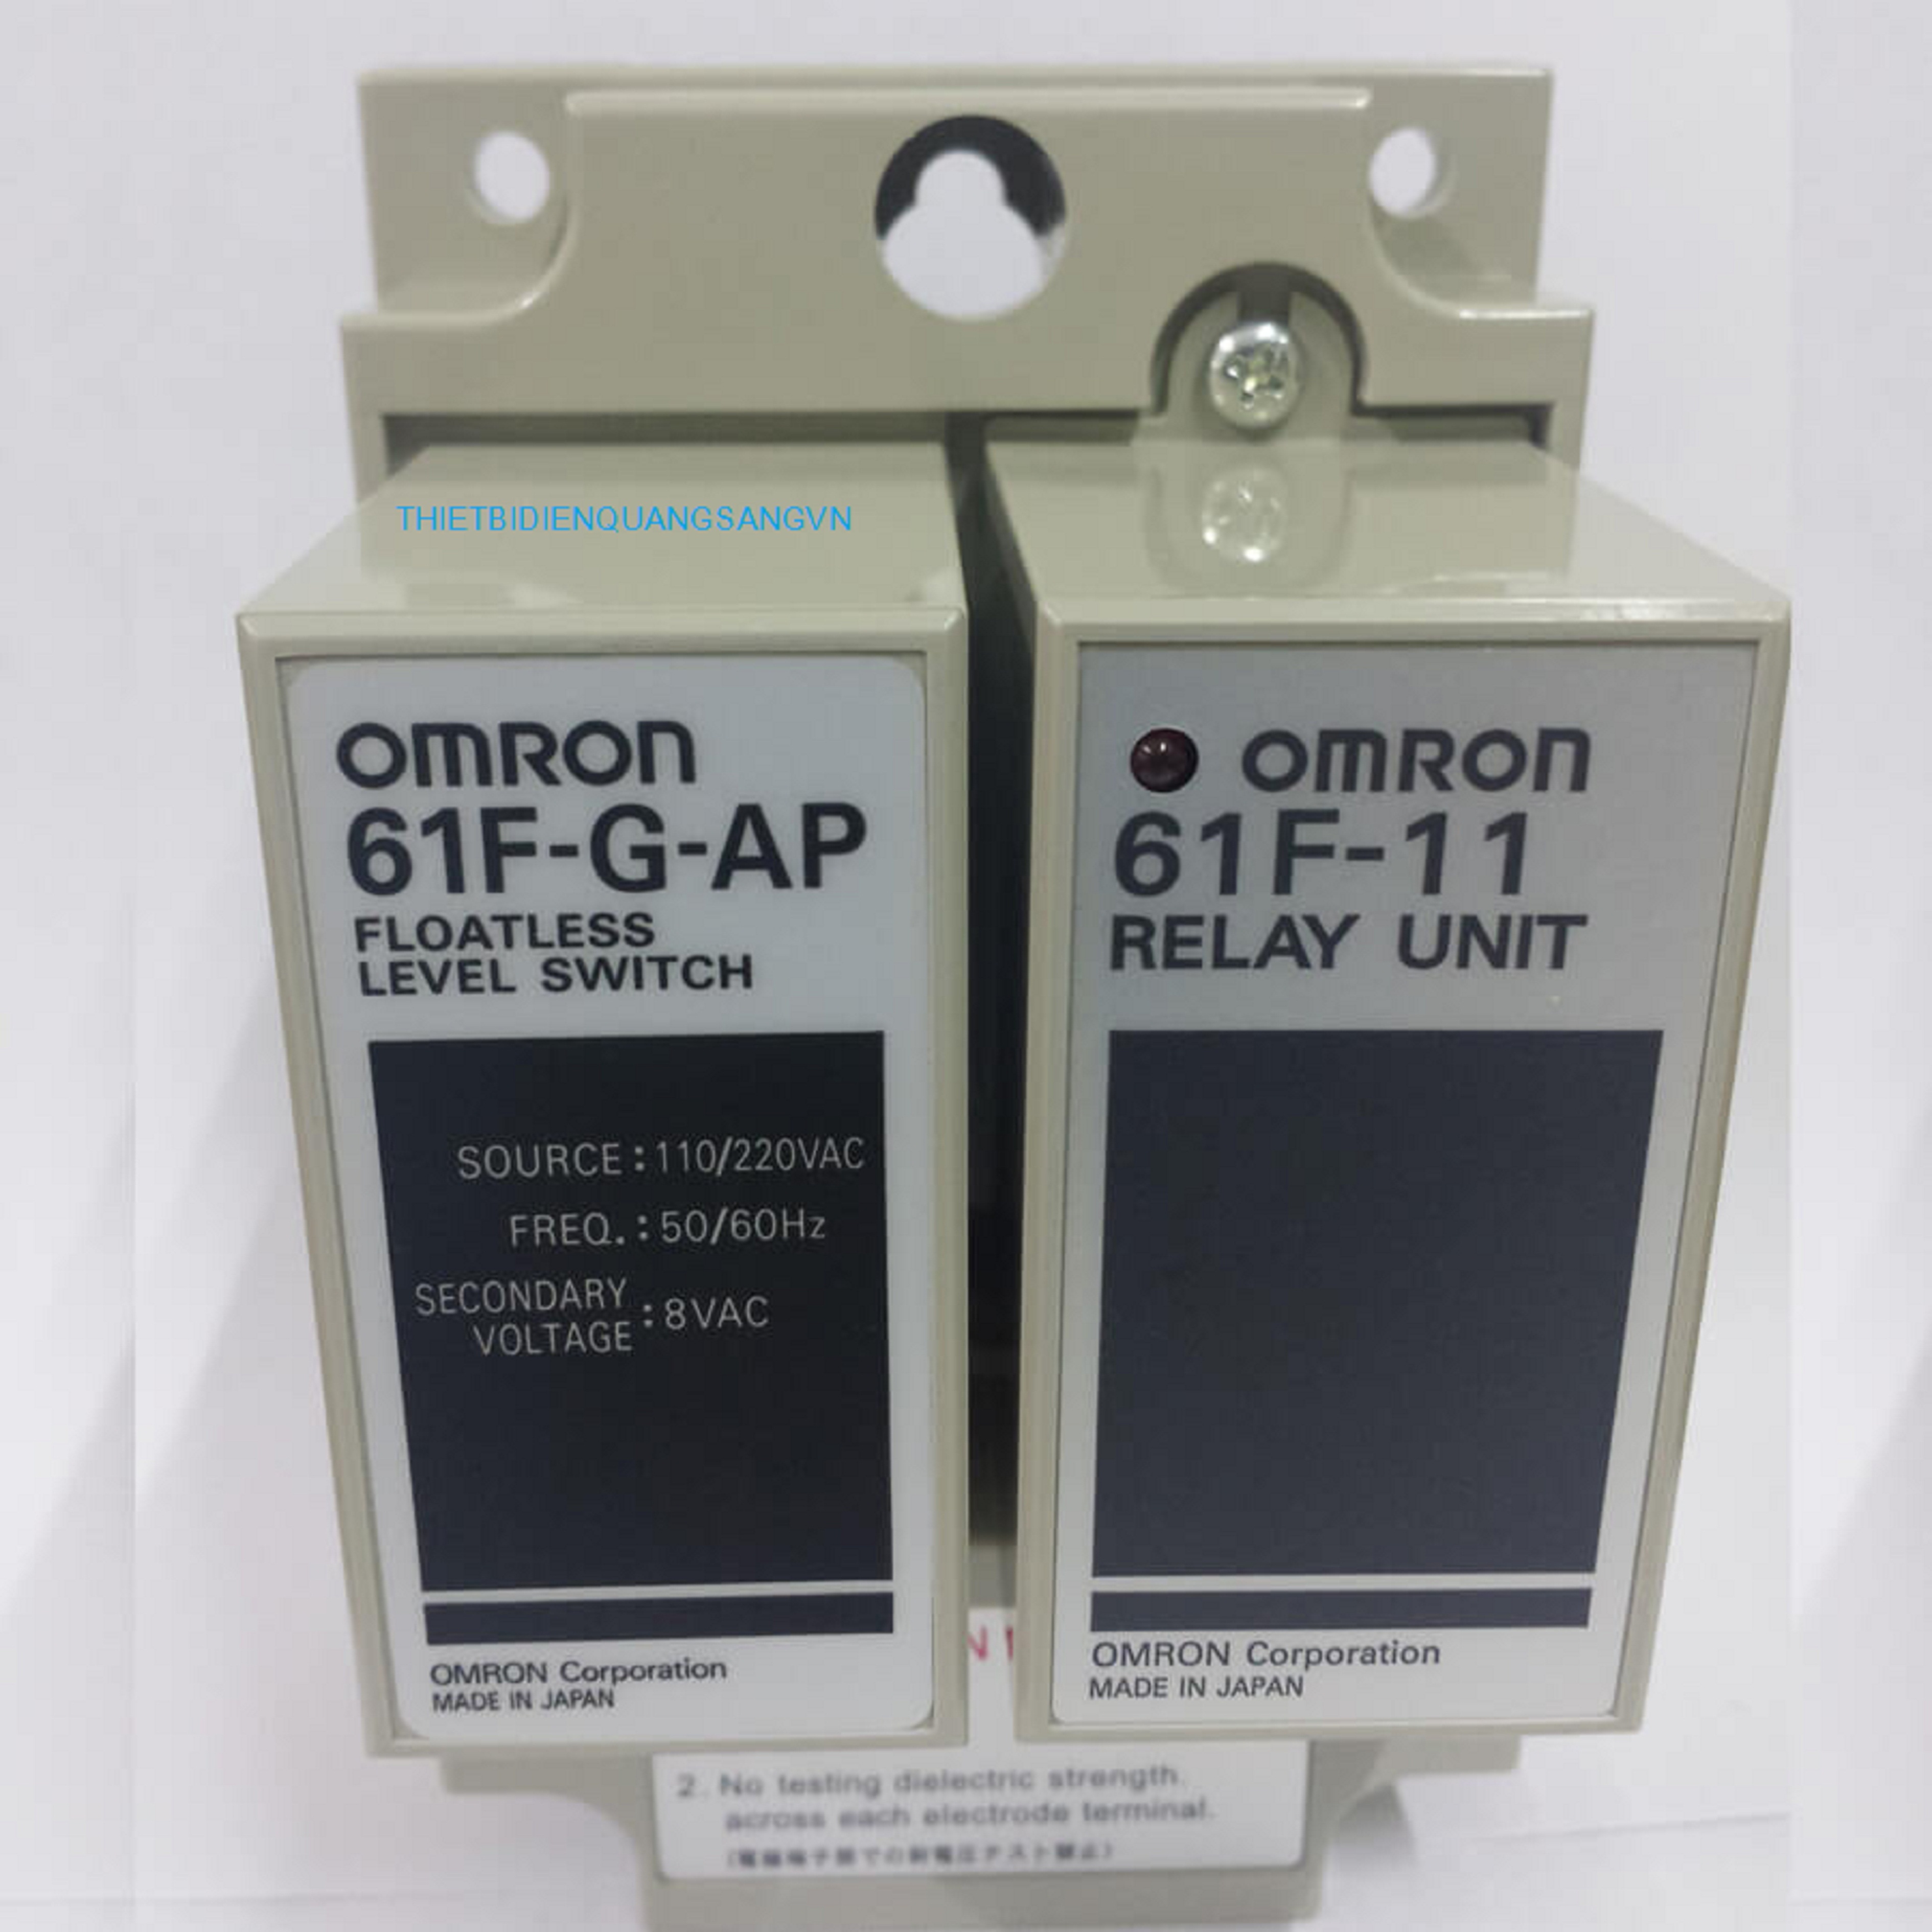 THIETBIDIENQUANGSANGVN
OMRON
61F-G-AP
FLOATLESS
LEVEL SWITCH
SOURCE : 110/220VAC
FREQ. : 50/60Hz
SECONDARY
VOLTAGE : 8VAC
OMRON Corporation
MADE IN JAPAN
OMRON
61F-11
RELAY UNIT
OMRON Corporation
MADE IN JAPAN
2. No testing dielectric strength
across each electrode terminal.